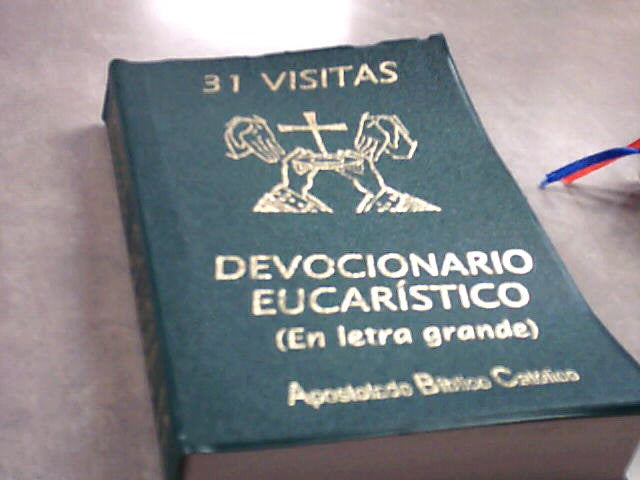 31 VISITAS
DEVOCIONARIO
EUCARÍSTICO
(En letra grande)
Apostolado Bíblico Católico